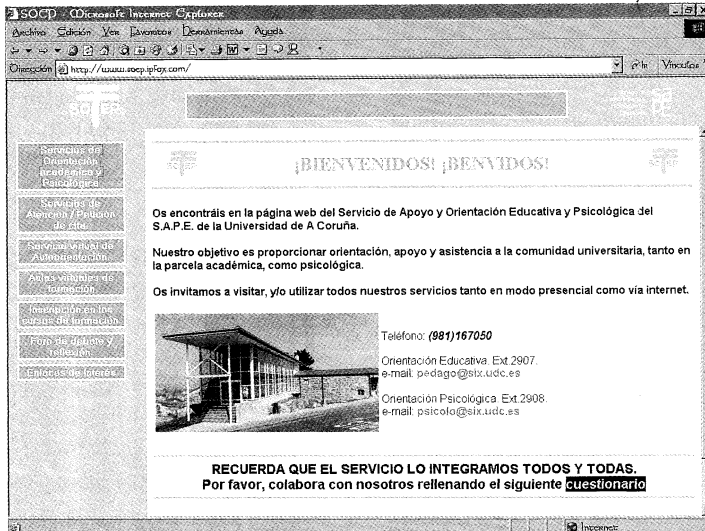 SOEP - Microsoft Internet Explorer
Archivo Edición Ver Favoritos Herramientas Ayuda
Dirección http://www.soep.ipfox.com/ Ir Vínculos
Servicios de Orientación Académica y Psicológica
Servicios de Atención / Petición de cita
Servicio Virtual de Autoorientación
Aulas virtuales de formación
Inscripción en los cursos de formación
Foro de debate y reflexión
Enlaces de Interés
¡BIENVENIDOS! ¡BENVIDOS!
Os encontráis en la página web del Servicio de Apoyo y Orientación Educativa y Psicológica del
S.A.P.E. de la Universidad de A Coruña.
Nuestro objetivo es proporcionar orientación, apoyo y asistencia a la comunidad universitaria, tanto en
la parcela académica, como psicológica.
Os invitamos a visitar, y/o utilizar todos nuestros servicios tanto en modo presencial como vía internet.
Teléfono: (981)167050
Orientación Educativa. Ext.2907.
e-mail: pedago@six.udc.es
Orientación Psicológica. Ext.2908.
e-mail: psicolo@six.udc.es
RECUERDA QUE EL SERVICIO LO INTEGRAMOS TODOS Y TODAS.
Por favor, colabora con nosotros rellenando el siguiente cuestionario
Internet